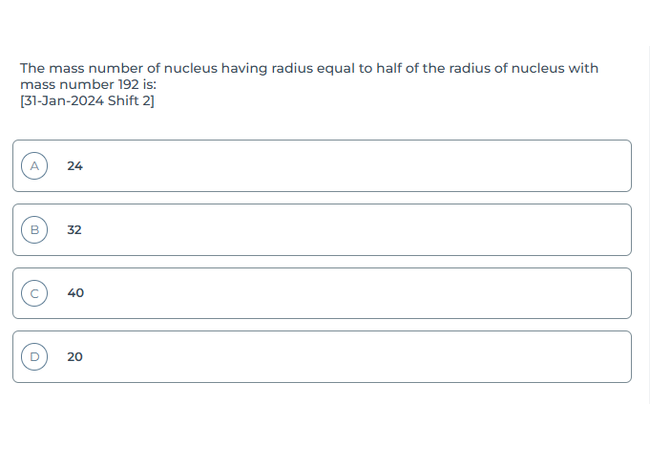 The mass number of nucleus having radius equal to half of the radius of nucleus with
mass number 192 is:
[31-Jan-2024 Shift 2]
A 24
B 32
C 40
D 20